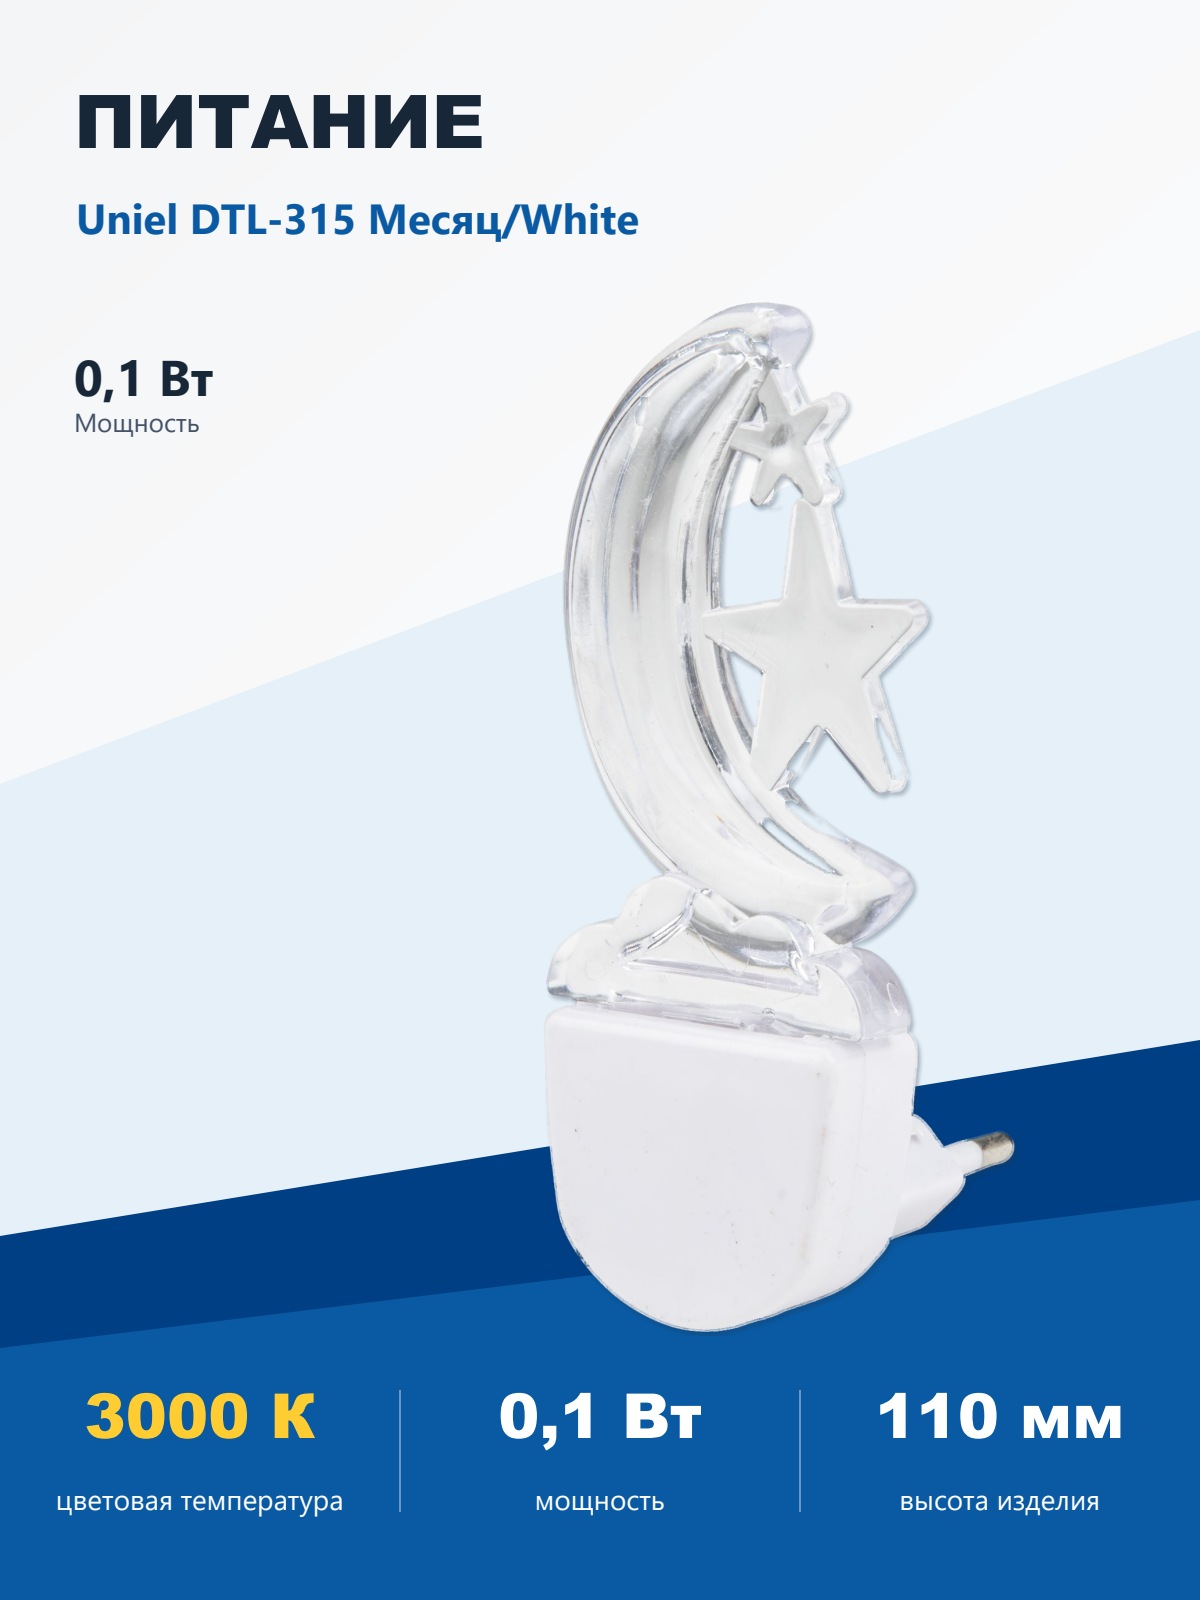 ПИТАНИЕ
Uniel DTL-315 Месяц/White
0,1 Вт
Мощность
3000 К
цветовая температура
0,1 Вт
мощность
110 мм
высота изделия